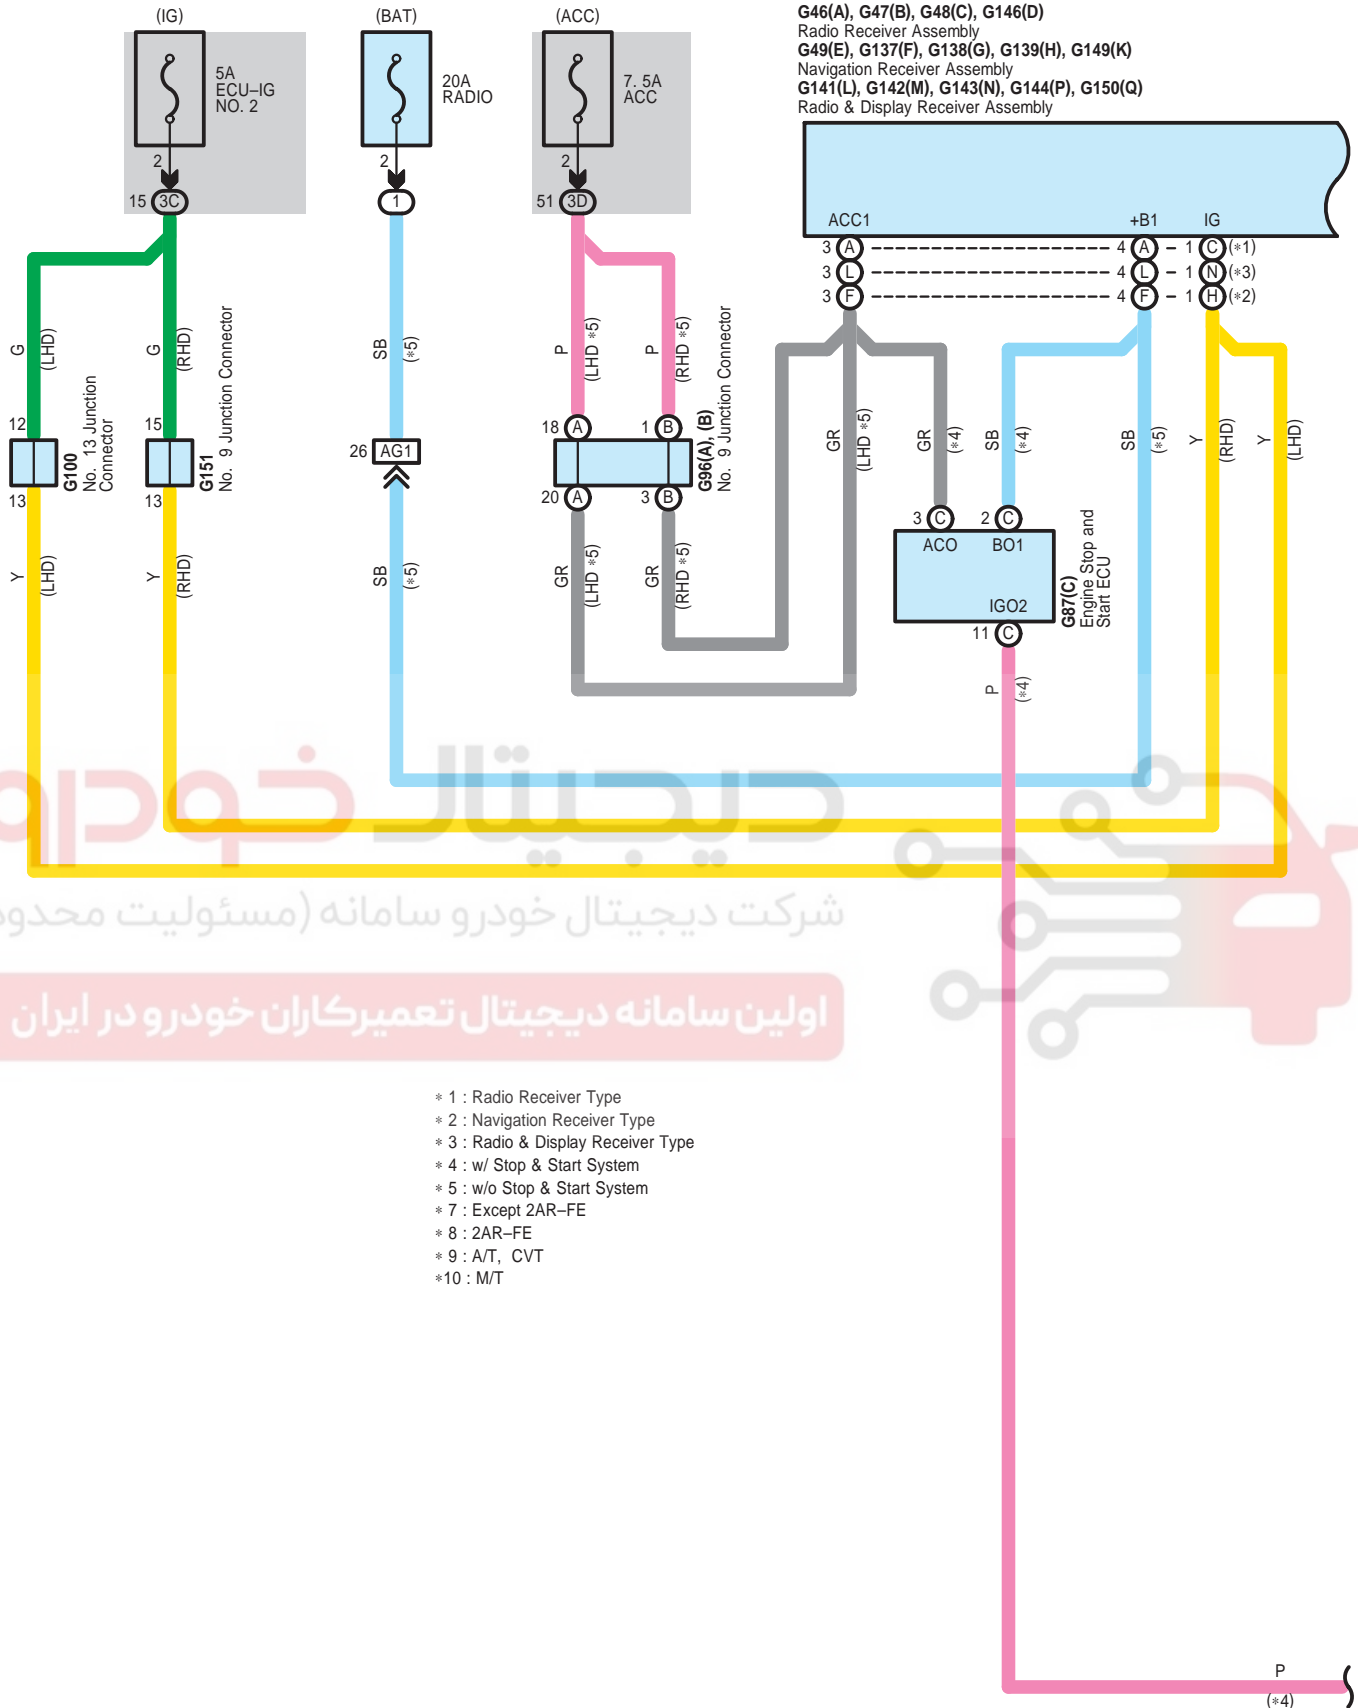 (IG)
(BAT)
(ACC)
G46(A), G47(B), G48(C), G146(D)
Radio Receiver Assembly
G49(E), G137(F), G138(G), G139(H), G149(K)
Navigation Receiver Assembly
G141(L), G142(M), G143(N), G144(P), G150(Q)
Radio & Display Receiver Assembly
5A
ECU–IG
NO. 2
20A
RADIO
7. 5A
ACC
2
2
2
15 3C
1
51 3D
ACC1
+B1
IG
3 A
4 A
1 C (*1)
3 L
4 L
1 N (*3)
3 F
4 F
1 H (*2)
G
(LHD)
G
(RHD)
SB
(*5)
P
(LHD *5)
P
(RHD *5)
GR
(LHD *5)
GR
(*4)
SB
(*4)
SB
(*5)
Y
(RHD)
Y
(LHD)
12
G100
No. 13 Junction
Connector
13
15
G151
No. 9 Junction Connector
13
26 AG1
18 A
1 B
G96(A), (B)
No. 9 Junction Connector
20 A
3 B
3 C
2 C
ACO
BO1
IGO2
G87(C)
Engine Stop and
Start ECU
11 C
Y
(LHD)
Y
(RHD)
SB
(*5)
GR
(LHD *5)
GR
(RHD *5)
P
(*4)
دیجیتال خودرو
شرکت دیجیتال خودرو سامانه (مسئولیت محدود
اولین سامانه دیجیتال تعمیرکاران خودرو در ایران
* 1 : Radio Receiver Type
* 2 : Navigation Receiver Type
* 3 : Radio & Display Receiver Type
* 4 : w/ Stop & Start System
* 5 : w/o Stop & Start System
* 7 : Except 2AR–FE
* 8 : 2AR–FE
* 9 : A/T, CVT
*10 : M/T
P
(*4)